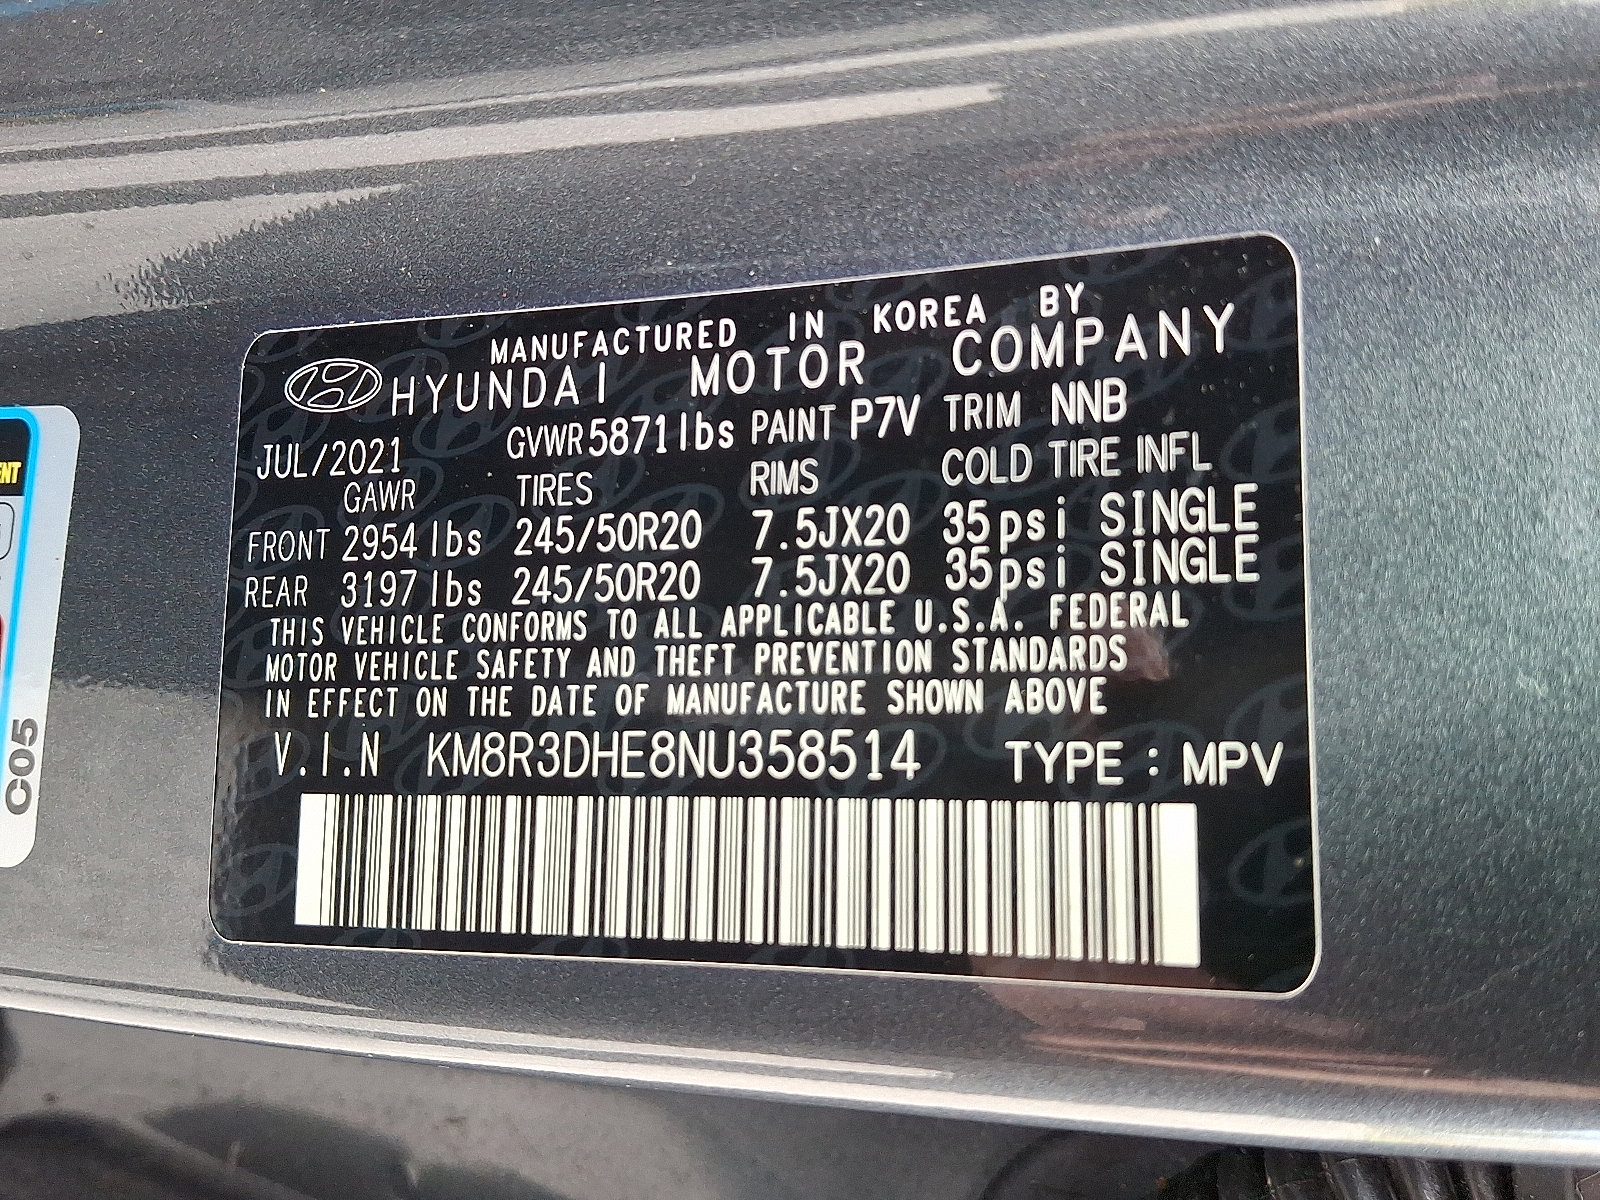 MANUFACTURED IN KOREA BY
HYUNDAI MOTOR COMPANY
JUL/2021 GVWR 5871lbs PAINT P7V TRIM NNB
GAWR TIRES RIMS COLD TIRE INFL
FRONT 2954 lbs 245/50R20 7.5JX20 35psi SINGLE
REAR 3197 lbs 245/50R20 7.5JX20 35psi SINGLE
THIS VEHICLE CONFORMS TO ALL APPLICABLE U.S.A. FEDERAL
MOTOR VEHICLE SAFETY AND THEFT PREVENTION STANDARDS
IN EFFECT ON THE DATE OF MANUFACTURE SHOWN ABOVE
V.I.N KM8R3DHE8NU358514 TYPE : MPV
C05